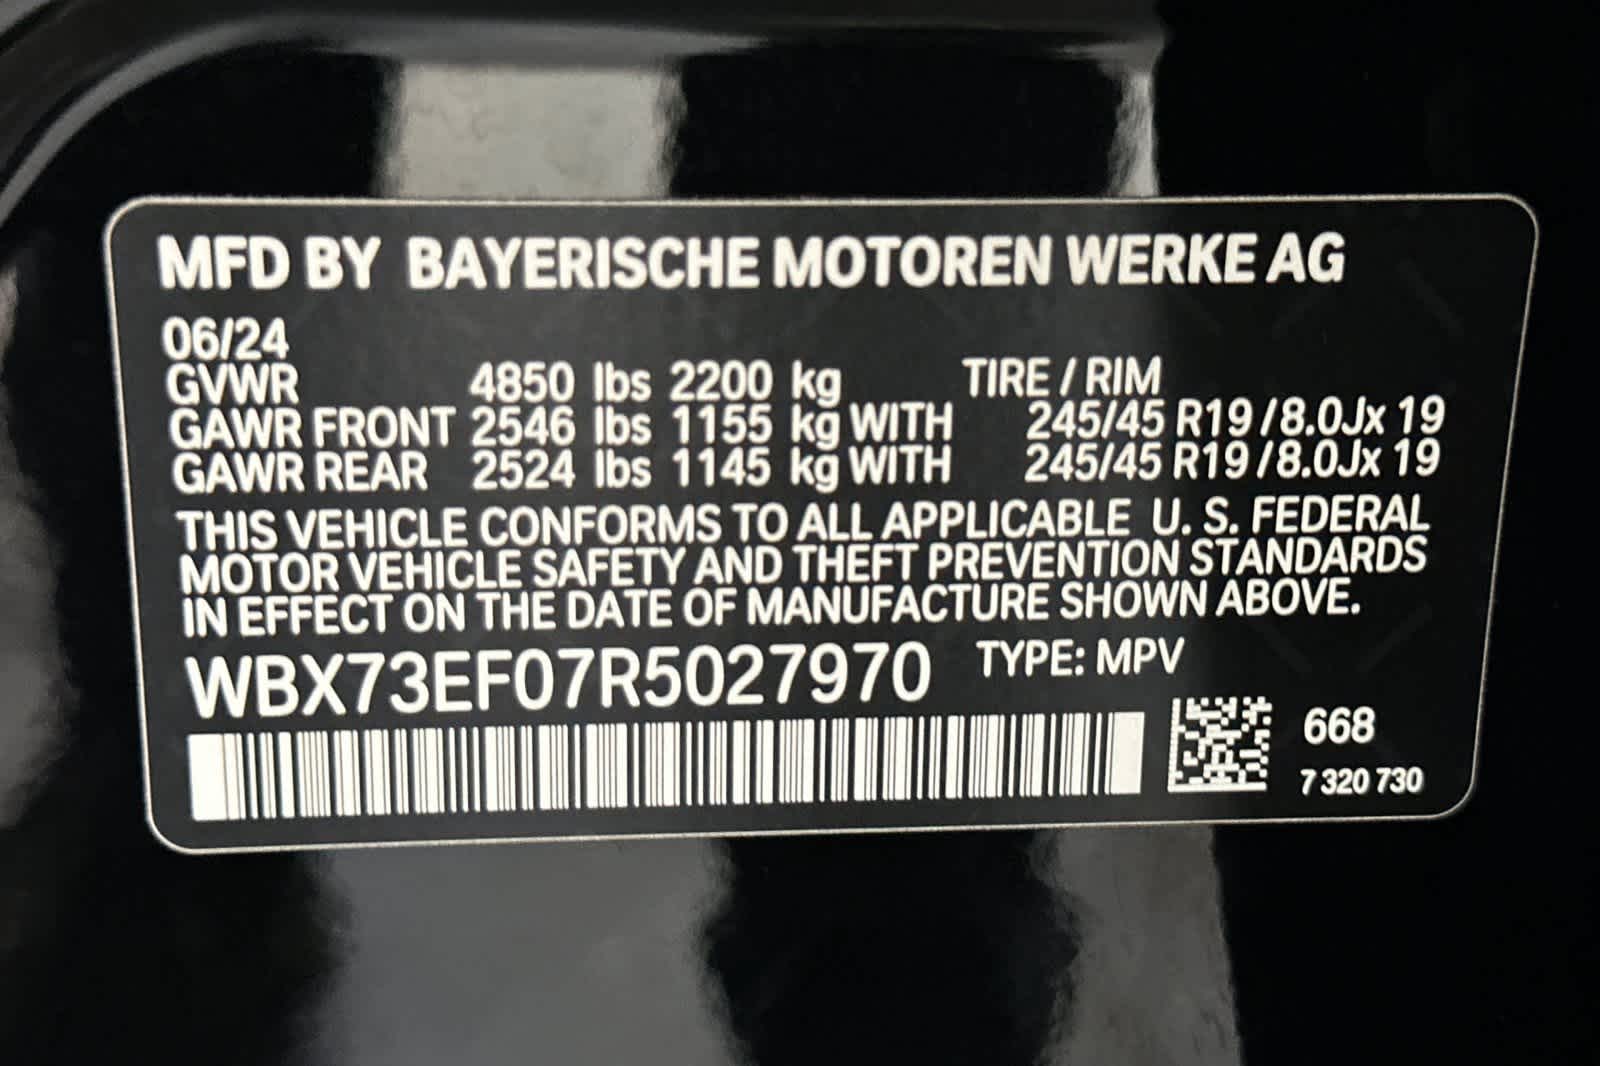 MFD BY BAYERISCHE MOTOREN WERKE AG
06/24
GVWR 4850 lbs 2200 kg TIRE / RIM
GAWR FRONT 2546 lbs 1155 kg WITH 245/45 R19 / 8.0Jx 19
GAWR REAR 2524 lbs 1145 kg WITH 245/45 R19 / 8.0Jx 19
THIS VEHICLE CONFORMS TO ALL APPLICABLE U. S. FEDERAL
MOTOR VEHICLE SAFETY AND THEFT PREVENTION STANDARDS
IN EFFECT ON THE DATE OF MANUFACTURE SHOWN ABOVE.
WBX73EF07R5027970 TYPE: MPV
668
7 320 730